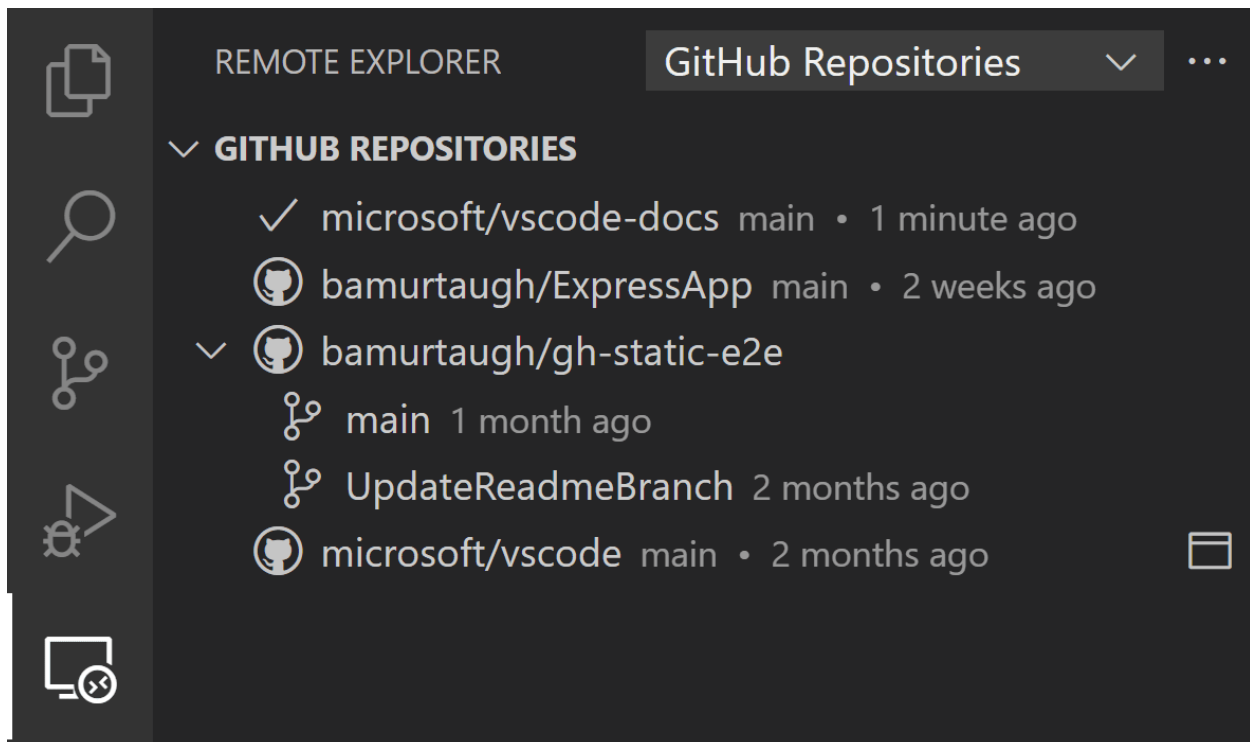 REMOTE EXPLORER GitHub Repositories ...
GITHUB REPOSITORIES
microsoft/vscode-docs main • 1 minute ago
bamurtaugh/ExpressApp main • 2 weeks ago
bamurtaugh/gh-static-e2e
main 1 month ago
UpdateReadmeBranch 2 months ago
microsoft/vscode main • 2 months ago